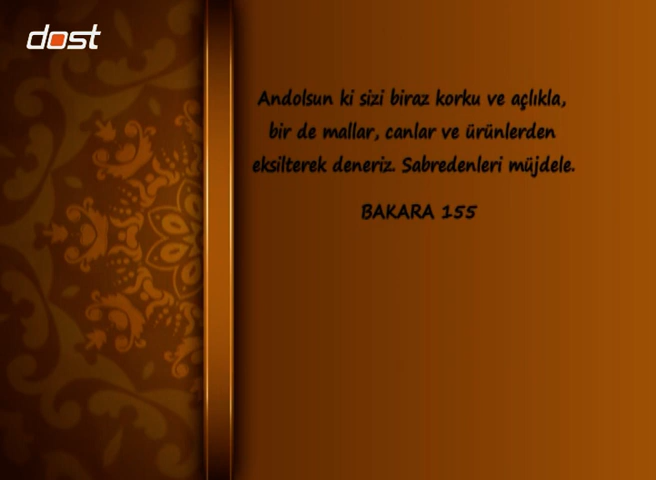 dost
Andolsun ki sizi biraz korku ve açlıkla,
bir de mallar, canlar ve ürünlerden
eksilterek deneriz. Sabredenleri müjdele.
BAKARA 155